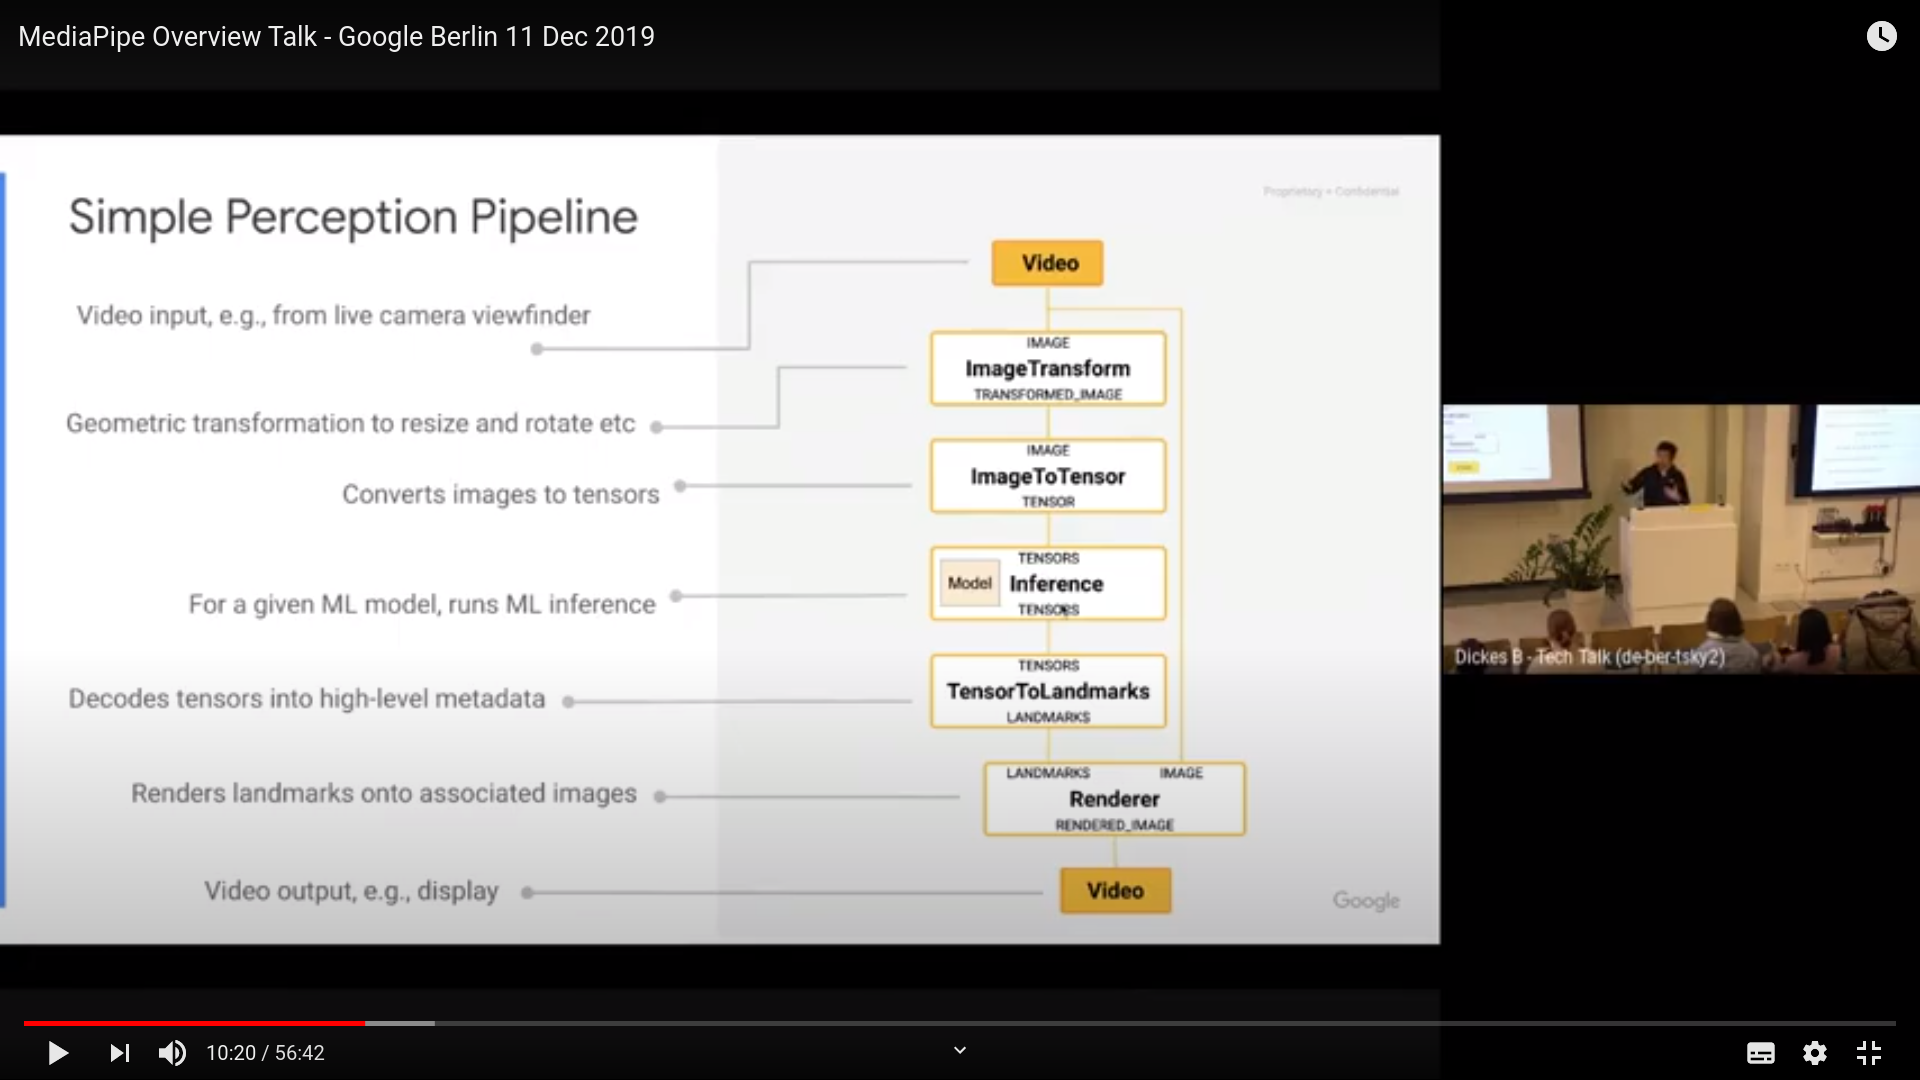 MediaPipe Overview Talk - Google Berlin 11 Dec 2019
Proprietary + Confidential
Simple Perception Pipeline
Video
Video input, e.g., from live camera viewfinder
IMAGE
ImageTransform
TRANSFORMED_IMAGE
Geometric transformation to resize and rotate etc
IMAGE
ImageToTensor
TENSOR
Converts images to tensors
TENSORS
Model
Inference
TENSORS
For a given ML model, runs ML inference
TENSORS
TensorToLandmarks
LANDMARKS
Decodes tensors into high-level metadata
LANDMARKS IMAGE
Renderer
RENDERED_IMAGE
Renders landmarks onto associated images
Video output, e.g., display
Video
Google
Dickes B - Tech Talk (de-ber-tsky2)
10:20 / 56:42